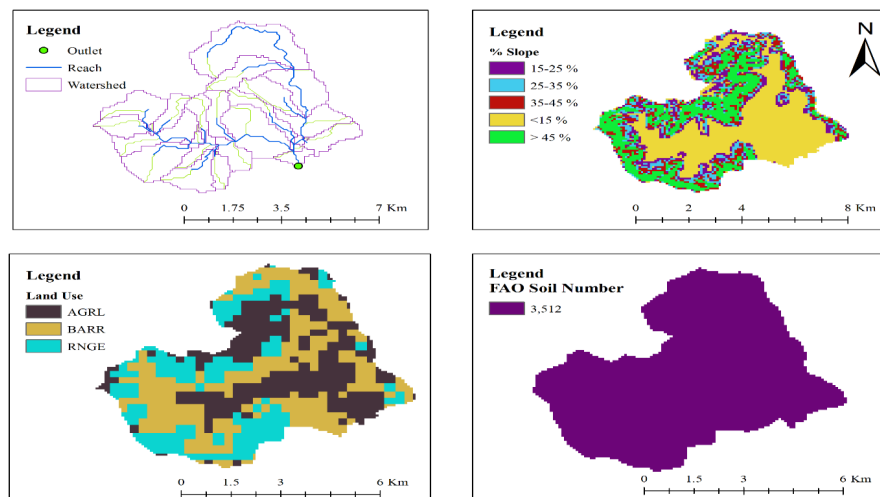 Legend
Outlet
Reach
Watershed
0 1.75 3.5 7 Km
Legend
% Slope
15-25 %
25-35 %
35-45 %
<15 %
> 45 %
N
0 2 4 8 Km
Legend
Land Use
AGRL
BARR
RNGE
0 1.5 3 6 Km
Legend
FAO Soil Number
3,512
0 1.5 3 6 Km